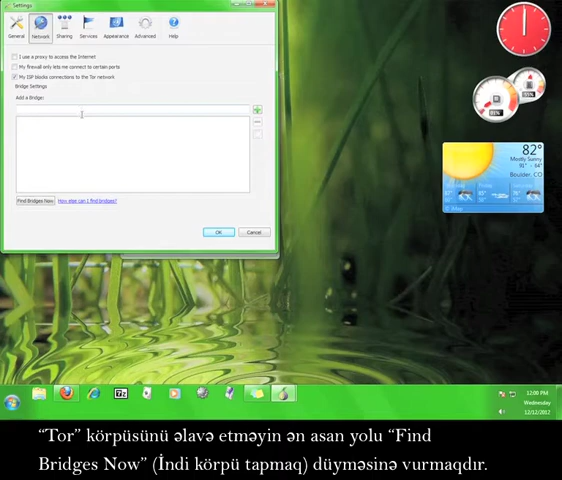 Settings
General Network Sharing Services Appearance Advanced Help
I use a proxy to access the Internet
My firewall only lets me connect to certain ports
My ISP blocks connections to the Tor network
Bridge Settings
Add a Bridge:
Find Bridges Now How else can I find bridges?
OK Cancel
82°
Mostly Sunny
91° - 64°
Boulder, CO
12:00 PM
Wednesday
12/12/2012
“Tor” körpüsünü əlavə etməyin ən asan yolu “Find
Bridges Now” (İndi körpü tapmaq) düyməsinə vurmaqdır.